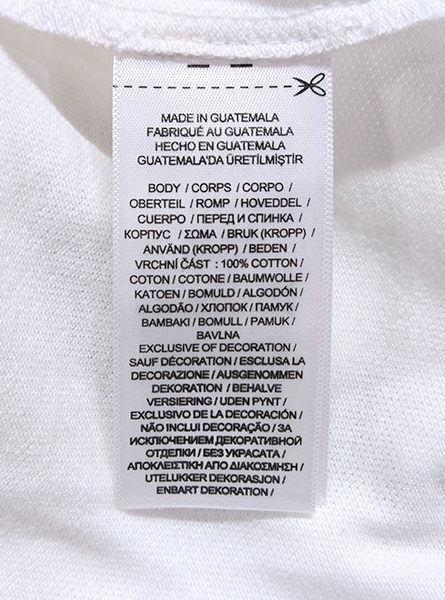 MADE IN GUATEMALA
FABRIQUÉ AU GUATEMALA
HECHO EN GUATEMALA
GUATEMALA'DA ÜRETİLMİŞTİR
BODY / CORPS / CORPO /
OBERTEIL / ROMP / HOVEDDEL /
CUERPO / ПЕРЕД И СПИНКА /
КОРПУС / ΣΩΜΑ / BRUK (KROPP) /
ANVÄND (KROPP) / BEDEN /
VRCHNÍ ČÁST : 100% COTTON /
COTON / COTONE / BAUMWOLLE /
KATOEN / BOMULD / ALGODÓN /
ALGODÃO / ХЛОПОК / ПАМУК /
BAMBAKI / BOMULL / PAMUK /
BAVLNA
EXCLUSIVE OF DECORATION /
SAUF DÉCORATION / ESCLUSA LA
DECORAZIONE / AUSGENOMMEN
DEKORATION / BEHALVE
VERSIERING / UDEN PYNT /
EXCLUSIVO DE LA DECORACIÓN /
NÃO INCLUI DECORAÇÃO / ЗА
ИСКЛЮЧЕНИЕМ ДЕКОРАТИВНОЙ
ОТДЕЛКИ / БЕЗ УКРАСАТА /
ΑΠΟΚΛΕΙΣΤΙΚΗ ΑΠΟ ΔΙΑΚΟΣΜΗΣΗ /
UTELUKKER DEKORASJON /
ENBART DEKORATION /